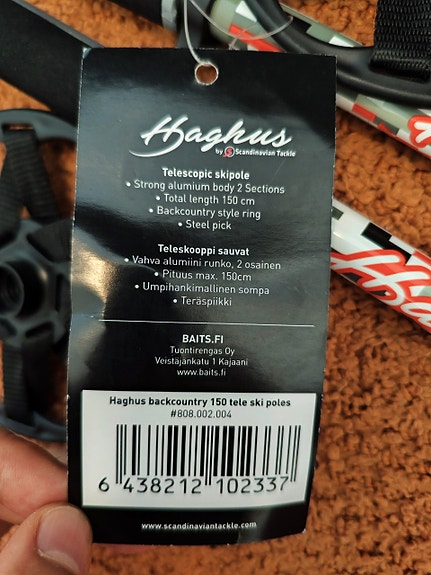 Haghus
by S Scandinavian Tackle
Telescopic skipole
• Strong alumium body 2 Sections
• Total length 150 cm
• Backcountry style ring
• Steel pick
Teleskooppi sauvat
• Vahva alumiini runko, 2 osainen
• Pituus max. 150cm
• Umpihankimallinen sompa
• Teräspiikki
BAITS.FI
Tuontirengas Oy
Veistäjänkatu 1 Kajaani
www.baits.fi
Haghus backcountry 150 tele ski poles
#808.002.004
6 438212 102337
www.scandinaviantackle.com